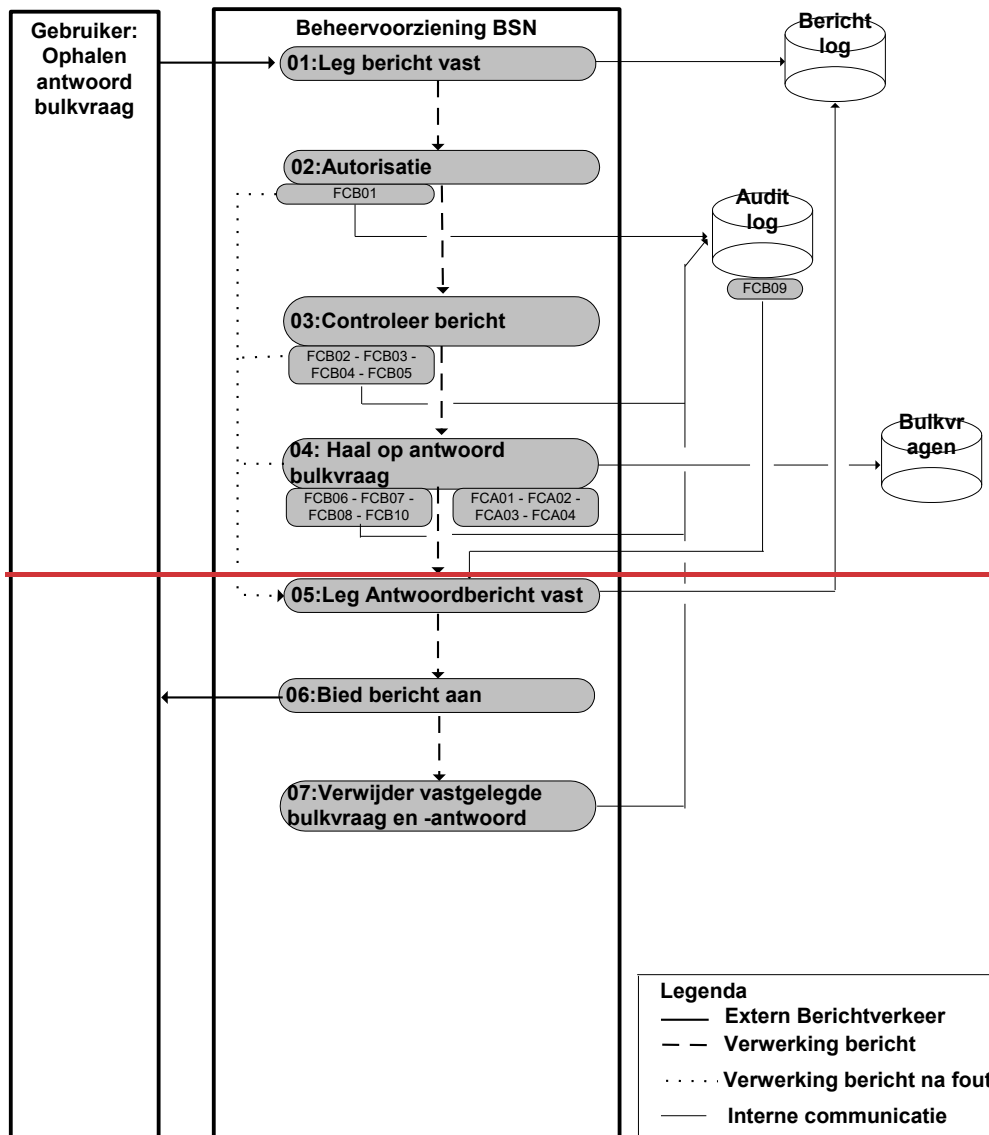 Gebruiker:
Ophalen
antwoord
bulkvraag
Beheervoorziening BSN
01:Leg bericht vast
Bericht
log
02:Autorisatie
FCB01
Audit
log
FCB09
03:Controleer bericht
FCB02 - FCB03 -
FCB04 - FCB05
04: Haal op antwoord
bulkvraag
Bulkvr
agen
FCB06 - FCB07 -
FCB08 - FCB10
FCA01 - FCA02 -
FCA03 - FCA04
05:Leg Antwoordbericht vast
06:Bied bericht aan
07:Verwijder vastgelegde
bulkvraag en -antwoord
Legenda
Extern Berichtverkeer
Verwerking bericht
Verwerking bericht na fout
Interne communicatie